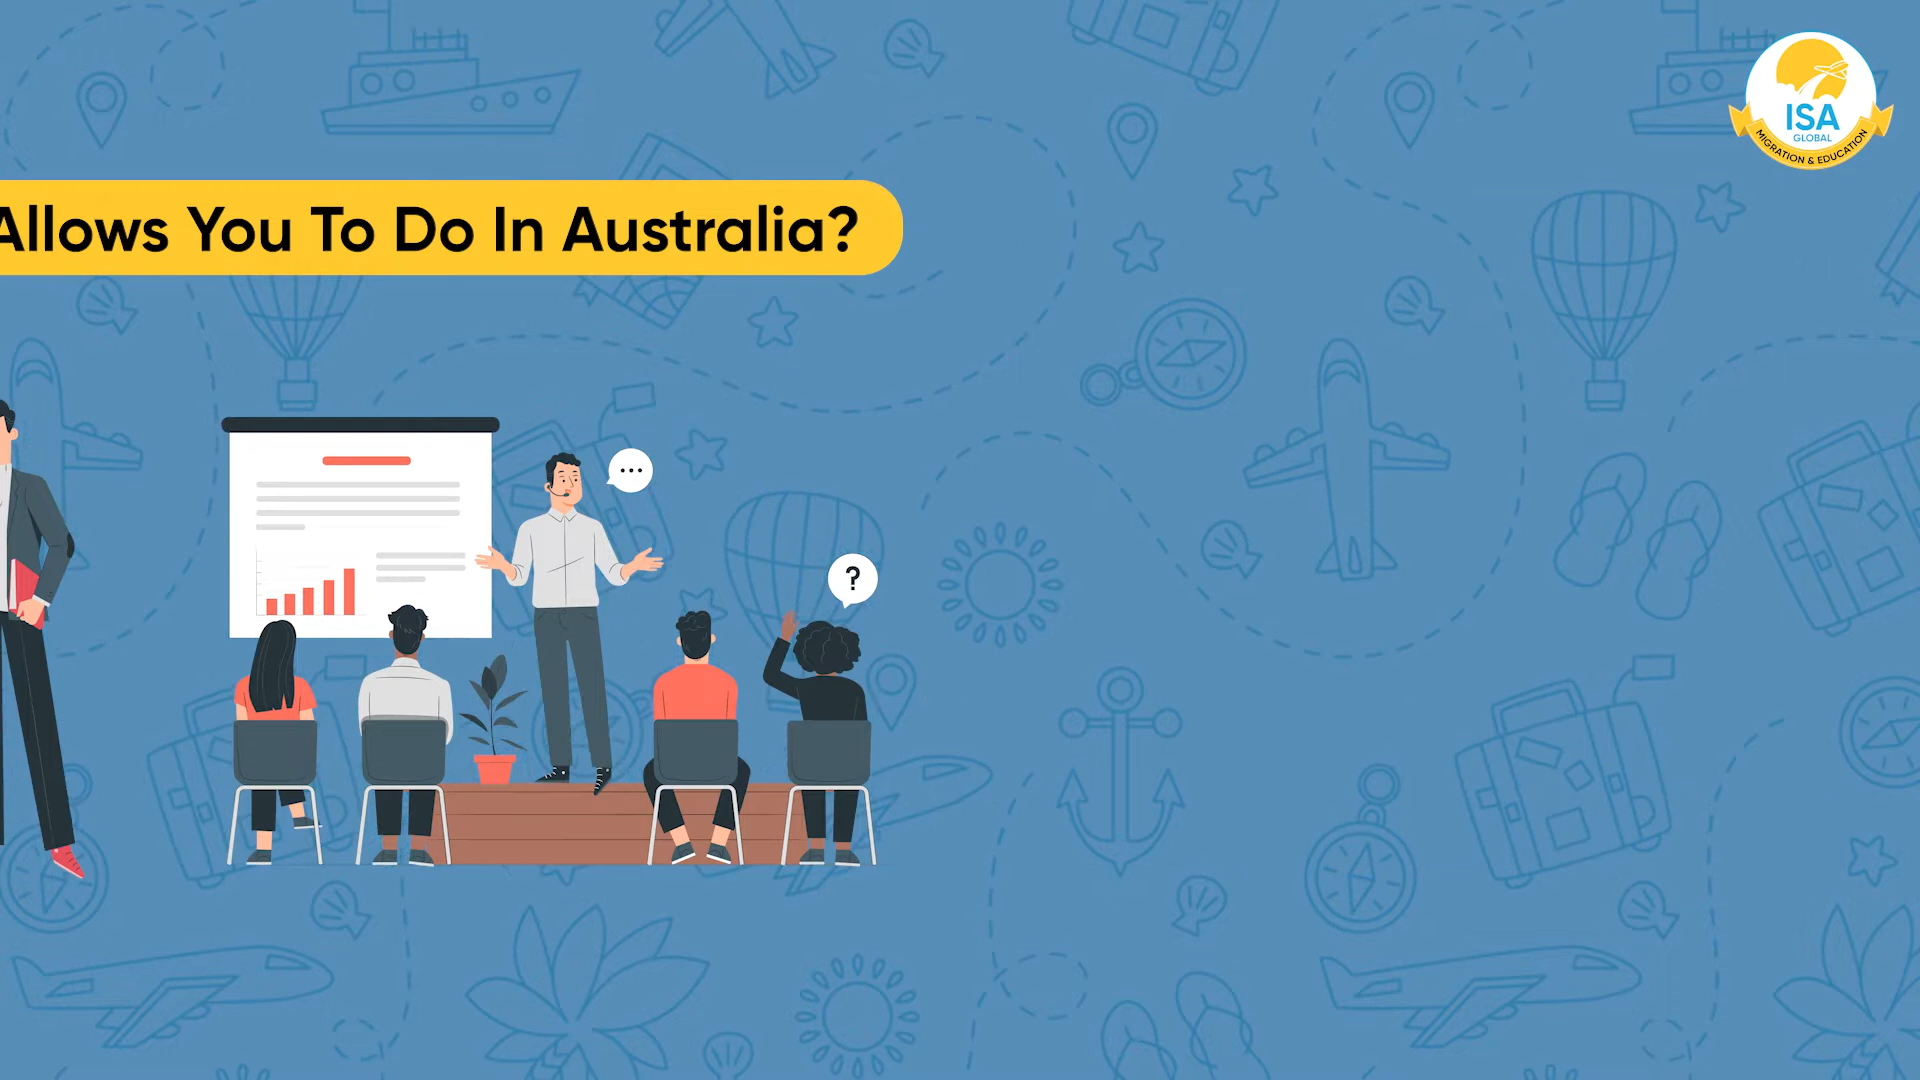 ISA
GLOBAL
MIGRATION & EDUCATION
Allows You To Do In Australia?
?